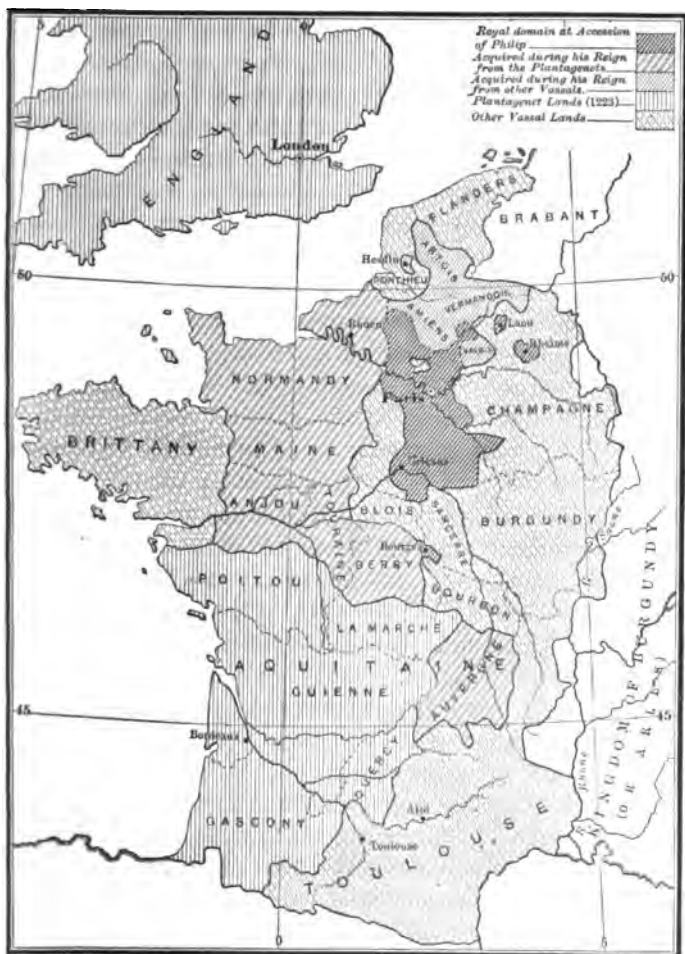 Royal domain at Accession
of Philip
Acquired during his Reign
from the Plantagenets
Acquired during his Reign
from other Vassals.
Plantagenet Lands (1223)
Other Vassal Lands
ENGLAND
London
FLANDERS
BRABANT
ARTOIS
Hesdin
50
50
PONTHIEU
VERMANDOIS
AMIENS
Rouen
Laon
Rheims
NORMANDY
Paris
CHAMPAGNE
BRITTANY
MAINE
Orleans
ANJOU
TOURAINE
BLOIS
SANCERRE
BURGUNDY
Bourges
BERRY
POITOU
BOURBON
LA MARCHE
AQUITAINE
GUIENNE
AUVERGNE
KINGDOM OF BURGUNDY
(OR ARLES)
45
45
Bordeaux
QUERCY
Rhone
Albi
GASCONY
Toulouse
TOULOUSE
0
5